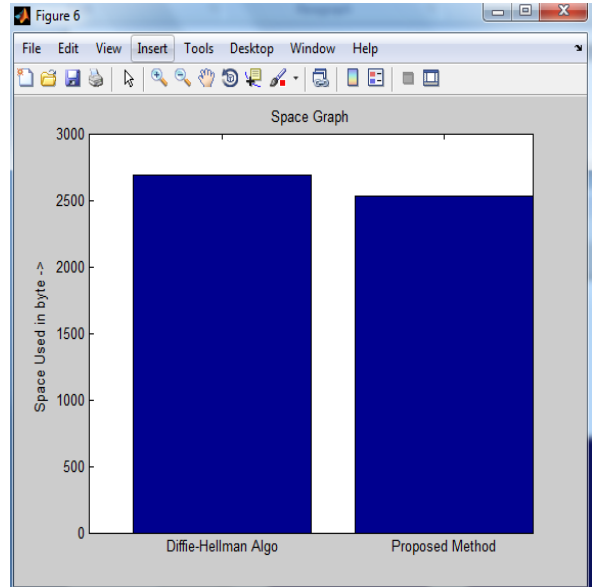 Figure 6
File Edit View Insert Tools Desktop Window Help
Space Graph
3000
2500
2000
1500
1000
500
0
Space Used in byte ->
Diffie-Hellman Algo Proposed Method